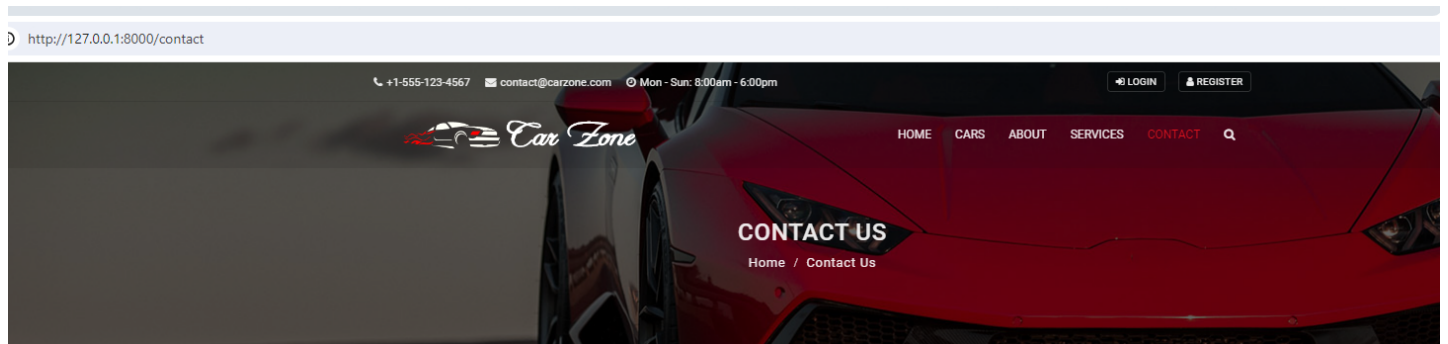 http://127.0.0.1:8000/contact
+1-555-123-4567 contact@carzone.com Mon - Sun: 8:00am - 6:00pm LOGIN REGISTER
Car Zone HOME CARS ABOUT SERVICES CONTACT
CONTACT US
Home / Contact Us